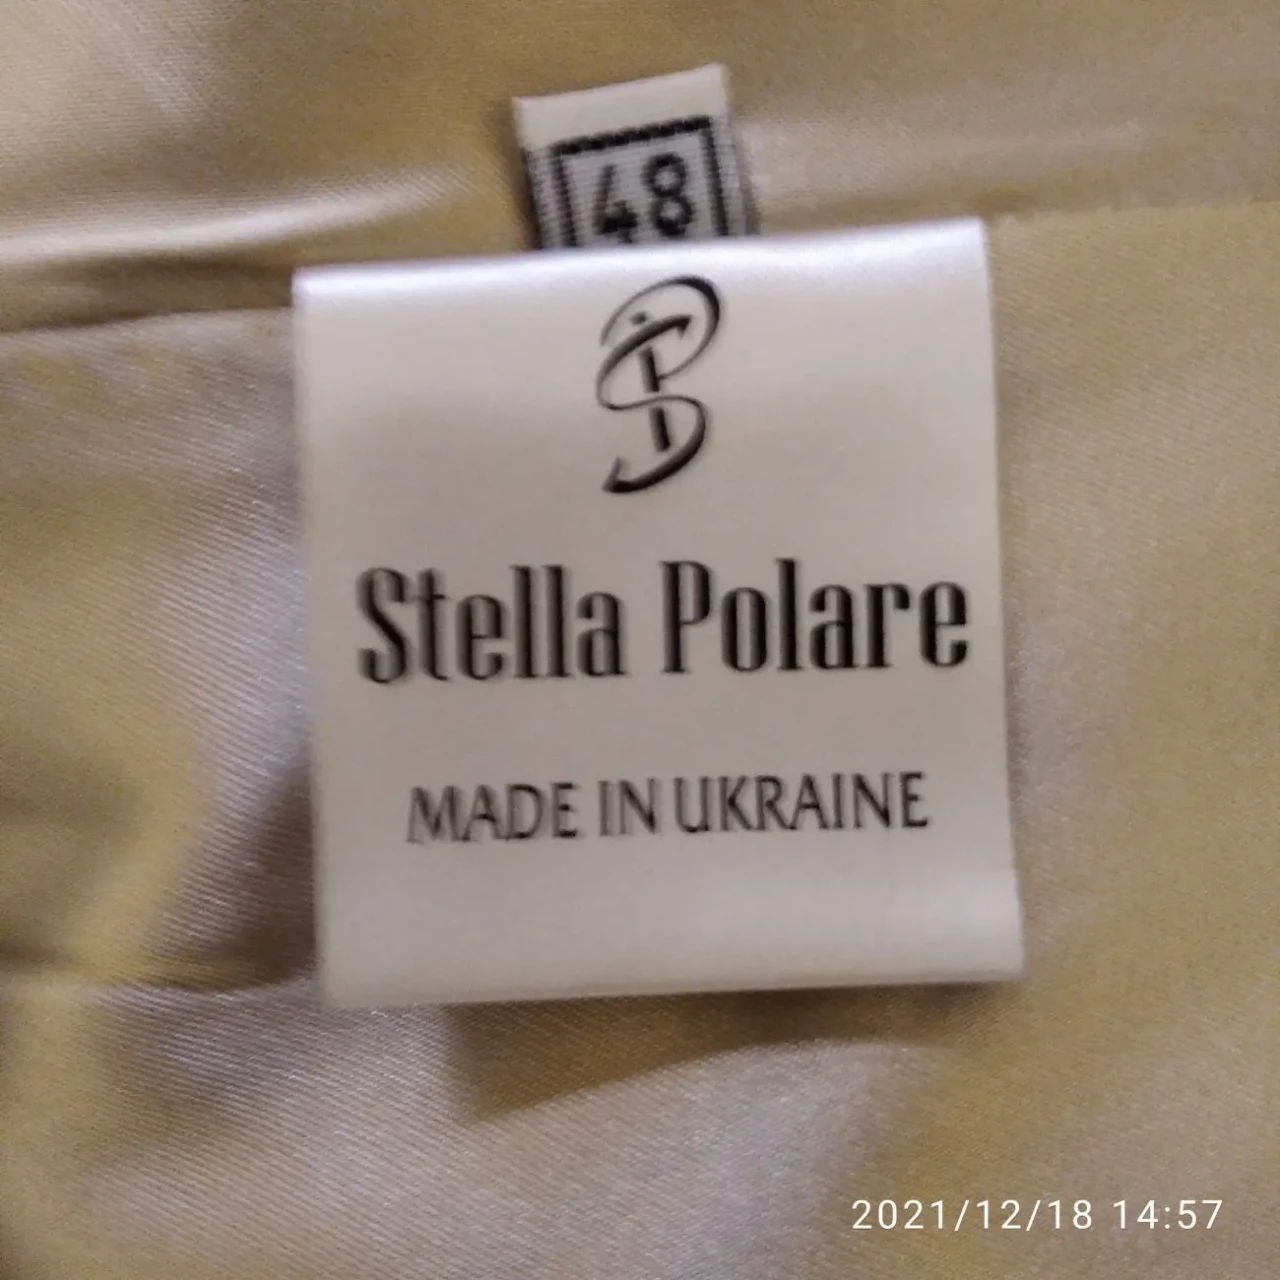 48
Stella Polare
MADE IN UKRAINE
2021/12/18 14:57